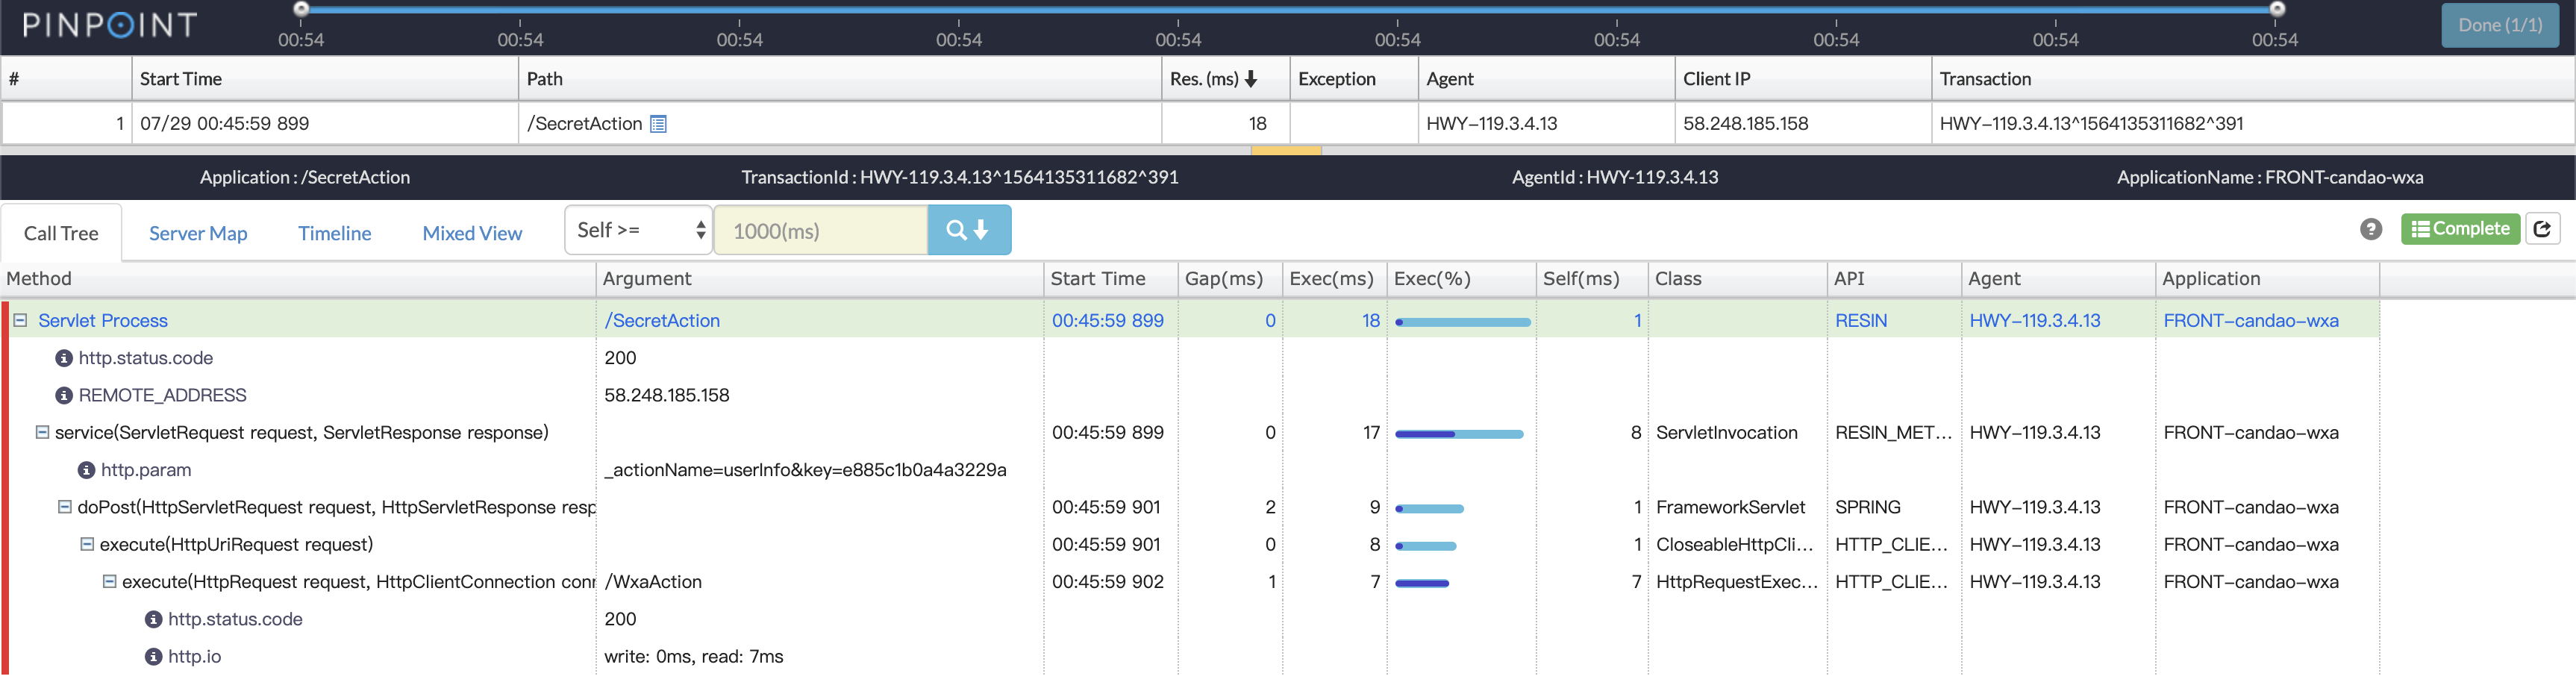 PINPOINT
00:54 00:54 00:54 00:54 00:54 00:54 00:54 00:54 00:54 00:54
Done (1/1)
# Start Time Path Res. (ms) Exception Agent Client IP Transaction
1 07/29 00:45:59 899 /SecretAction 18 HWY-119.3.4.13 58.248.185.158 HWY-119.3.4.13^1564135311682^391
Application : /SecretAction TransactionId : HWY-119.3.4.13^1564135311682^391 AgentId : HWY-119.3.4.13 ApplicationName : FRONT-candao-wxa
Call Tree Server Map Timeline Mixed View Self >= 1000(ms) ? Complete
Method Argument Start Time Gap(ms) Exec(ms) Exec(%) Self(ms) Class API Agent Application
Servlet Process /SecretAction 00:45:59 899 0 18 1 RESIN HWY-119.3.4.13 FRONT-candao-wxa
http.status.code 200
REMOTE_ADDRESS 58.248.185.158
service(ServletRequest request, ServletResponse response) 00:45:59 899 0 17 8 ServletInvocation RESIN_MET... HWY-119.3.4.13 FRONT-candao-wxa
http.param _actionName=userInfo&key=e885c1b0a4a3229a
doPost(HttpServletRequest request, HttpServletResponse resp 00:45:59 901 2 9 1 FrameworkServlet SPRING HWY-119.3.4.13 FRONT-candao-wxa
execute(HttpUriRequest request) 00:45:59 901 0 8 1 CloseableHttpCli... HTTP_CLIE... HWY-119.3.4.13 FRONT-candao-wxa
execute(HttpRequest request, HttpClientConnection conn /WxaAction 00:45:59 902 1 7 7 HttpRequestExec... HTTP_CLIE... HWY-119.3.4.13 FRONT-candao-wxa
http.status.code 200
http.io write: 0ms, read: 7ms